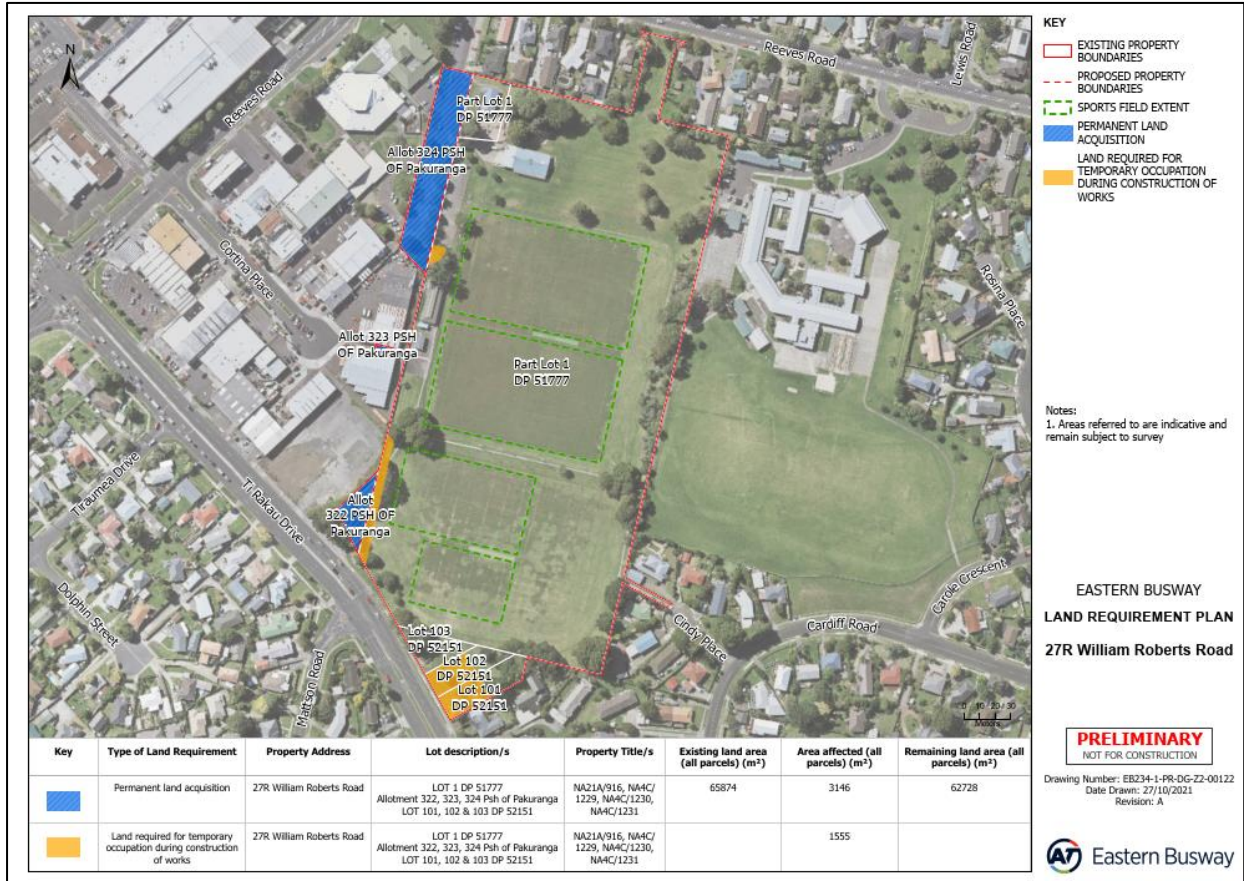 N
Reeves Road
Lewis Road
Reeves Road
Part Lot 1
DP 51777
Allot 324 PSH
OF Pakuranga
Cortina Place
Rosina Place
Allot 323 PSH
OF Pakuranga
Part Lot 1
DP 51777
Tiraumea Drive
Ti Rakau Drive
Allot
322 PSH OF
Pakuranga
Dolphin Street
Mattson Road
Carole Crescent
Cindy Place
Cardiff Road
Lot 103
DP 52151
Lot 102
DP 52151
Lot 101
DP 52151
0 10 20 30
Meters
KEY
EXISTING PROPERTY
BOUNDARIES
PROPOSED PROPERTY
BOUNDARIES
SPORTS FIELD EXTENT
PERMANENT LAND
ACQUISITION
LAND REQUIRED FOR
TEMPORARY OCCUPATION
DURING CONSTRUCTION OF
WORKS
Notes:
1. Areas referred to are indicative and
remain subject to survey
EASTERN BUSWAY
LAND REQUIREMENT PLAN
27R William Roberts Road
PRELIMINARY
NOT FOR CONSTRUCTION
Drawing Number: EB234-1-PR-DG-Z2-00122
Date Drawn: 27/10/2021
Revision: A
AT Eastern Busway
Key Type of Land Requirement Property Address Lot description/s Property Title/s Existing land area (all parcels) (m²) Area affected (all parcels) (m²) Remaining land area (all parcels) (m²)
Permanent land acquisition 27R William Roberts Road LOT 1 DP 51777 NA21A/916, NA4C/ 65874 3146 62728
Allotment 322, 323, 324 Psh of Pakuranga 1229, NA4C/1230,
LOT 101, 102 & 103 DP 52151 NA4C/1231
Land required for temporary 27R William Roberts Road LOT 1 DP 51777 NA21A/916, NA4C/ 1555
occupation during construction Allotment 322, 323, 324 Psh of Pakuranga 1229, NA4C/1230,
of works LOT 101, 102 & 103 DP 52151 NA4C/1231